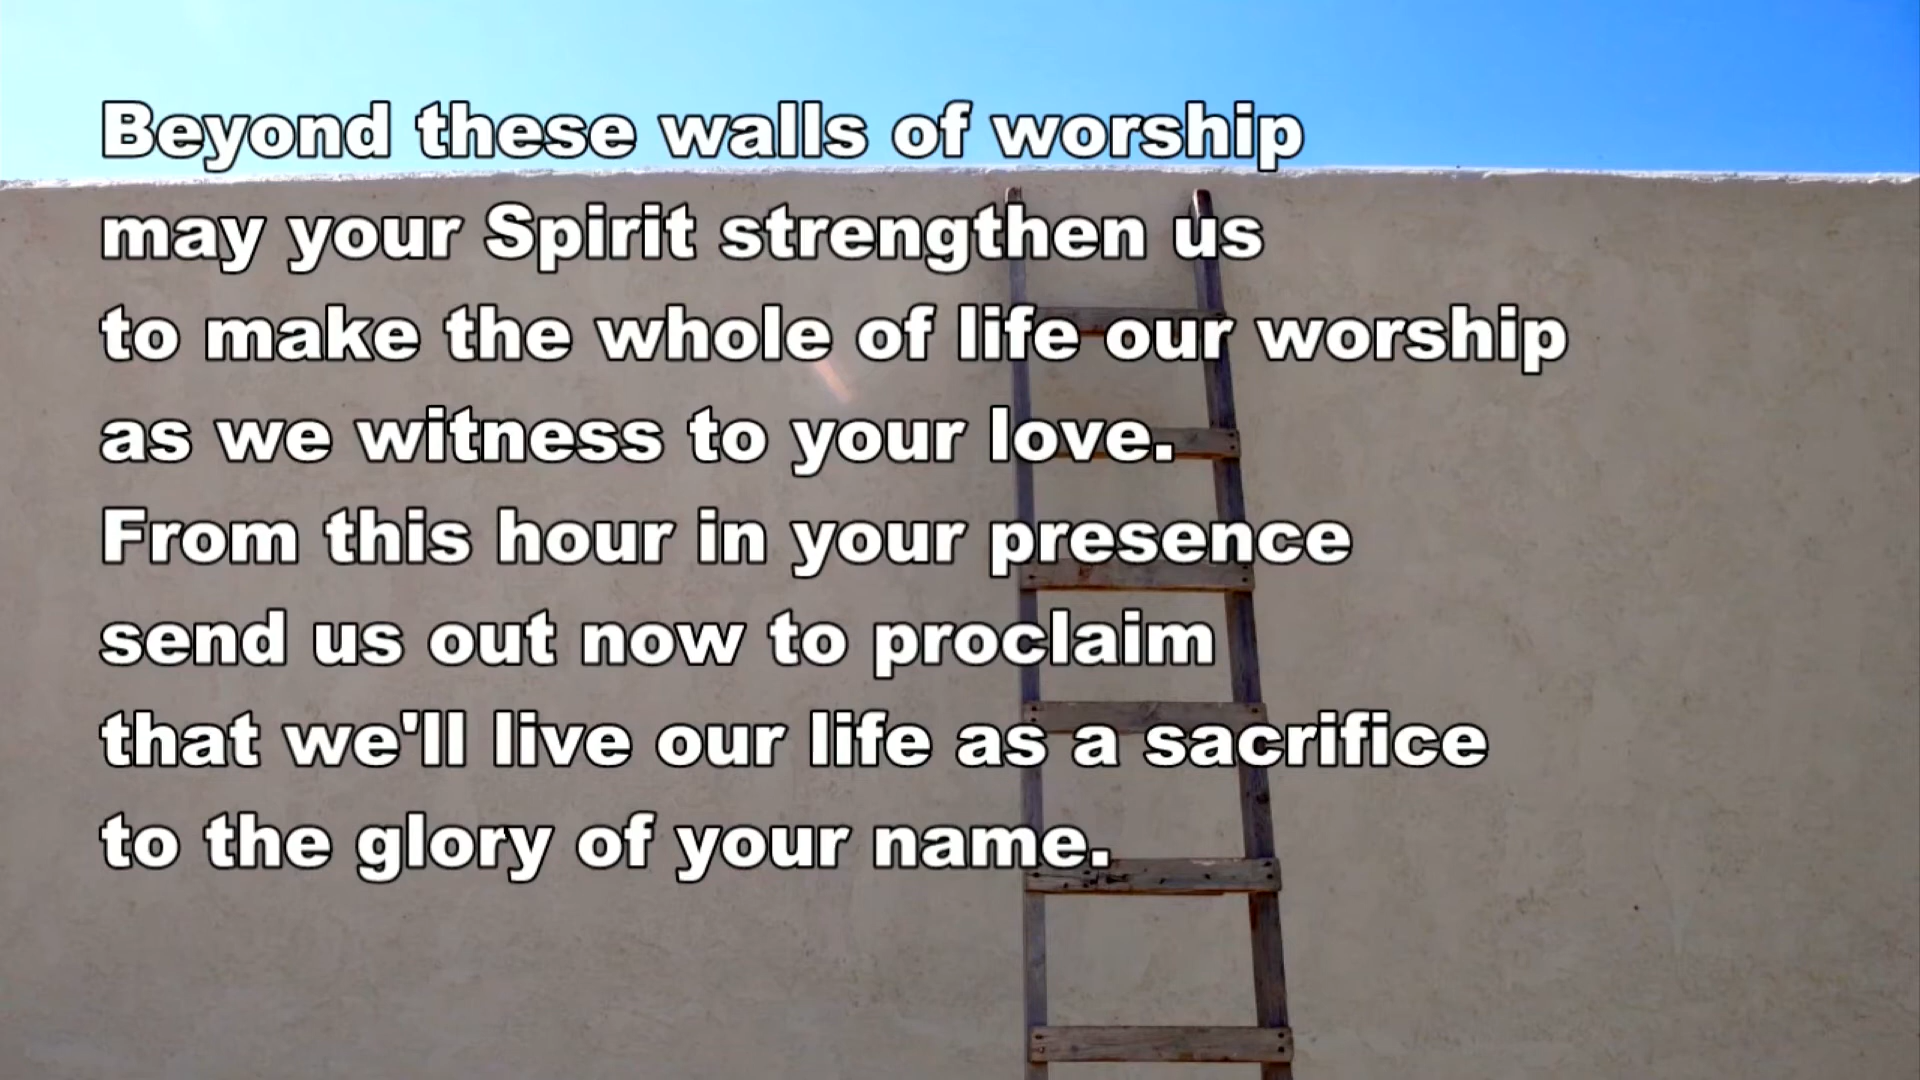 Beyond these walls of worship
may your Spirit strengthen us
to make the whole of life our worship
as we witness to your love.
From this hour in your presence
send us out now to proclaim
that we'll live our life as a sacrifice
to the glory of your name.